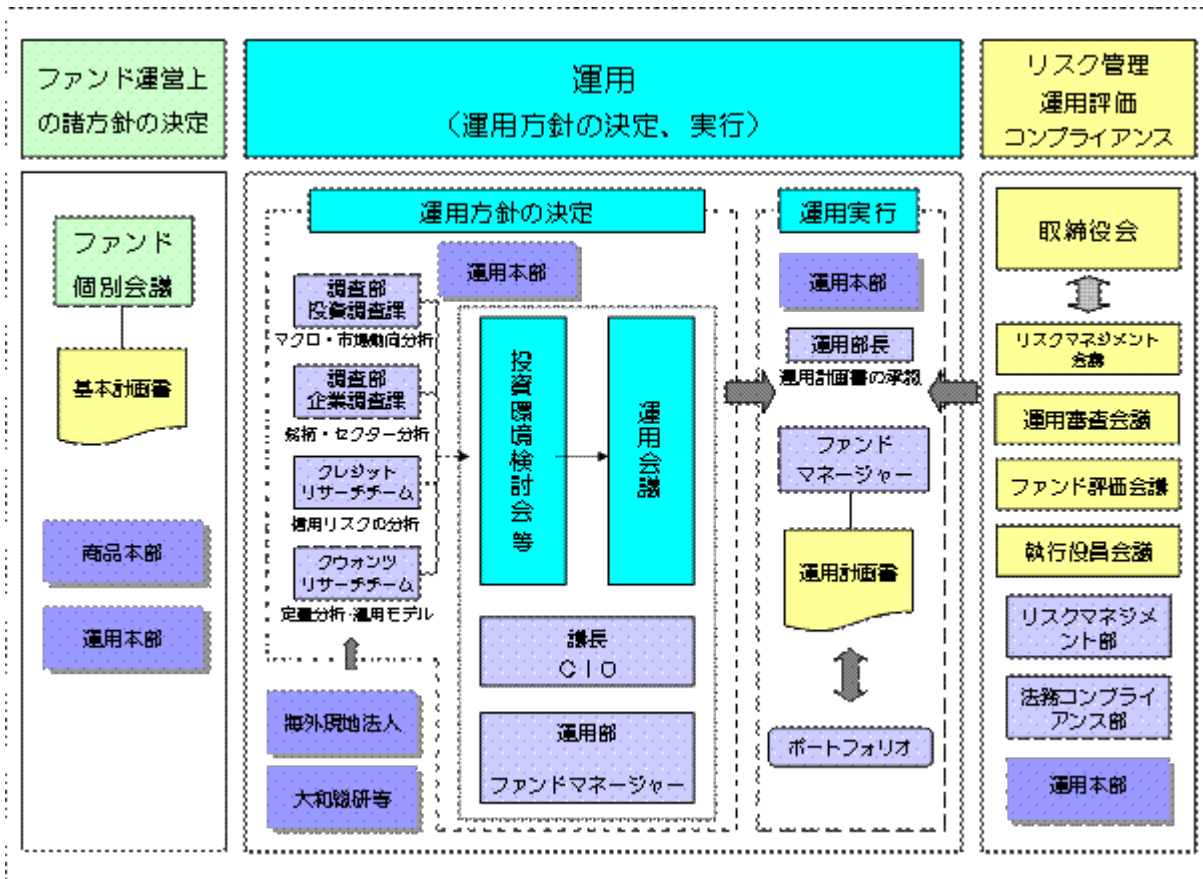 ファンド運営上
の諸方針の決定
運用
（運用方針の決定、実行）
リスク管理
運用評価
コンプライアンス
ファンド
個別会議
基本計画書
商品本部
運用本部
運用方針の決定
運用本部
調査部
投資調査課
マクロ・市場動向分析
調査部
企業調査課
銘柄・セクター分析
クレジット
リサーチチーム
信用リスクの分析
クウォンツ
リサーチチーム
定量分析・運用モデル
海外現地法人
大和総研等
投資環境検討会等
運用会議
議長
ＣＩＯ
運用部
ファンドマネージャー
運用実行
運用本部
運用部長
運用計画書の承認
ファンド
マネージャー
運用計画書
ポートフォリオ
取締役会
リスクマネジメント
会議
運用審査会議
ファンド評価会議
執行役員会議
リスクマネジメ
ント部
法務コンプライ
アンス部
運用本部